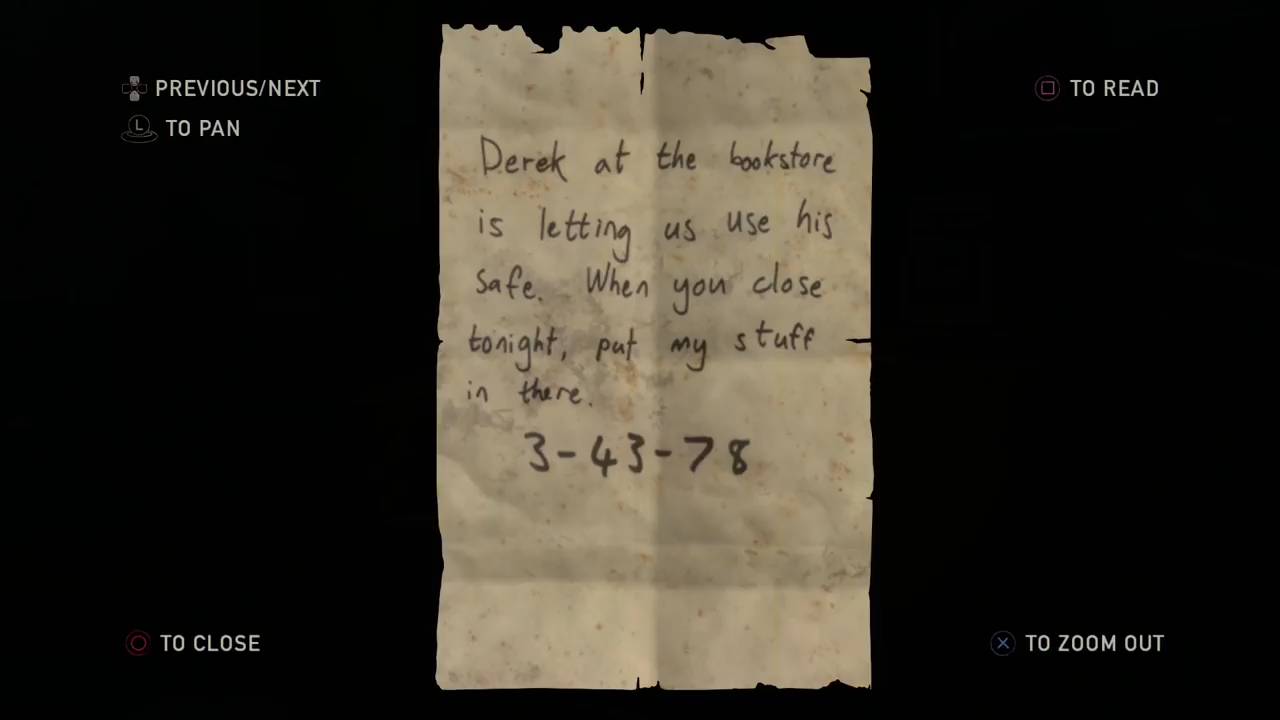 PREVIOUS/NEXT
L TO PAN
TO READ
Derek at the bookstore
is letting us use his
safe. When you close
tonight, put my stuff
in there.
3-43-78
TO CLOSE
TO ZOOM OUT